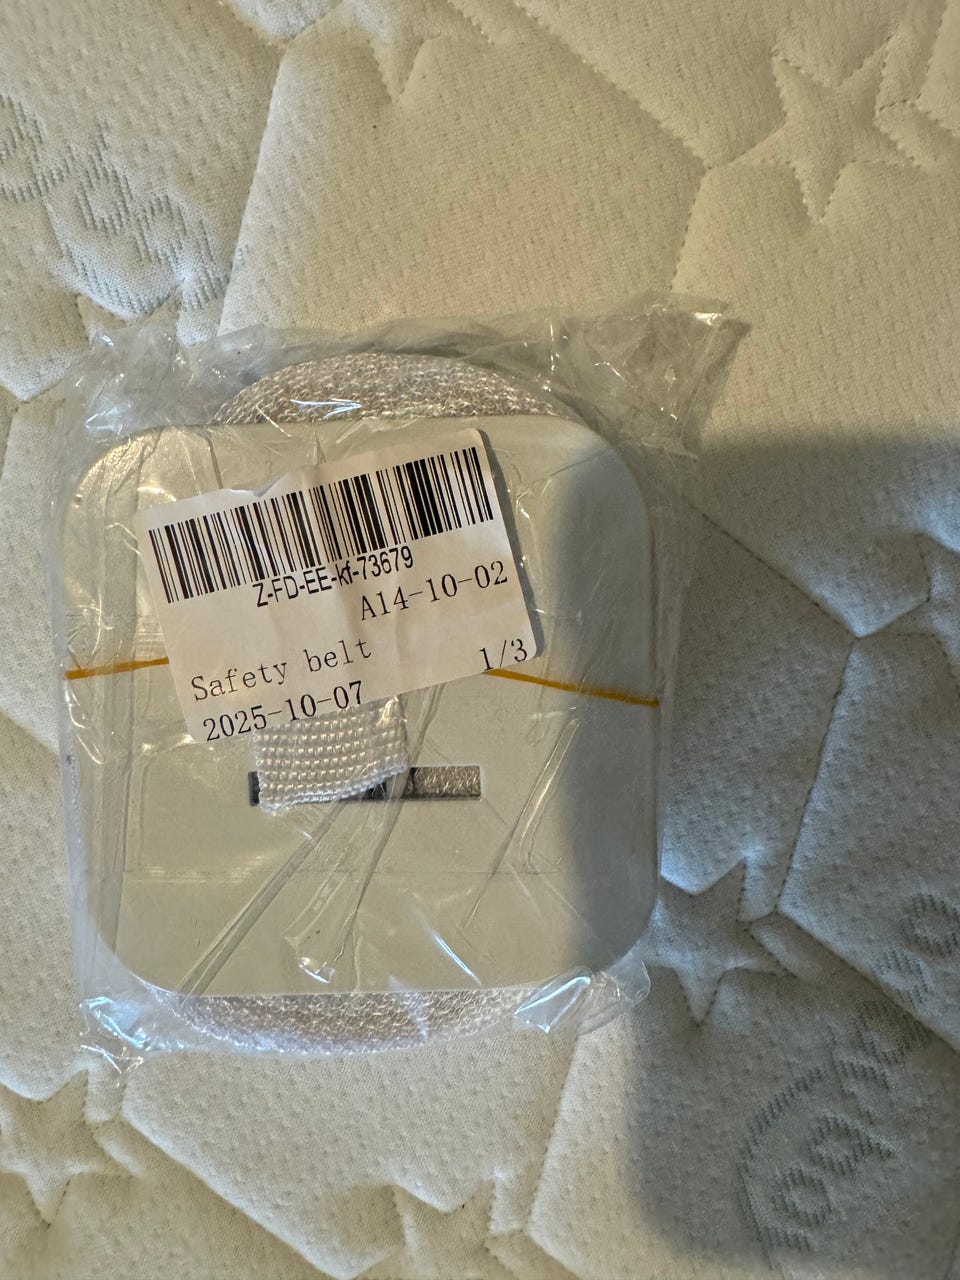 Z-FD-EE-kf-73679
A14-10-02
Safety belt
1/3
2025-10-07